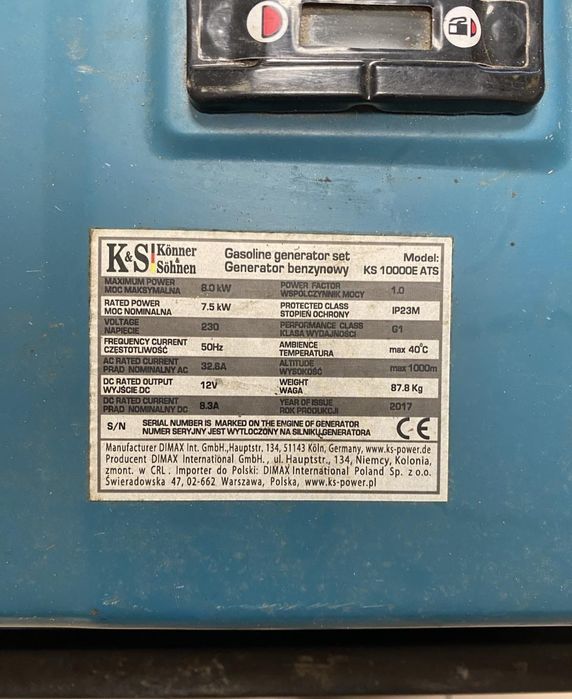 K&S Könner & Söhnen
Gasoline generator set
Generator benzynowy
Model:
KS 10000E ATS
MAXIMUM POWER
MOC MAKSYMALNA
8.0 kW
POWER FACTOR
WSPÓŁCZYNNIK MOCY
1.0
RATED POWER
MOC NOMINALNA
7.5 kW
PROTECTED CLASS
STOPIEŃ OCHRONY
IP23M
VOLTAGE
NAPIĘCIE
230
PERFORMANCE CLASS
KLASA WYDAJNOŚCI
G1
FREQUENCY CURRENT
CZĘSTOTLIWOŚĆ
50Hz
AMBIENCE
TEMPERATURA
max 40°C
AC RATED CURRENT
PRĄD NOMINALNY AC
32.6A
ALTITUDE
WYSOKOŚĆ
max 1000m
DC RATED OUTPUT
WYJŚCIE DC
12V
WEIGHT
WAGA
87.8 Kg
DC RATED CURRENT
PRĄD NOMINALNY DC
8.3A
YEAR OF ISSUE
ROK PRODUKCJI
2017
S/N
SERIAL NUMBER IS MARKED ON THE ENGINE OF GENERATOR
NUMER SERYJNY JEST WYTŁOCZONY NA SILNIKU GENERATORA
CE
Manufacturer DIMAX Int. GmbH.,Hauptstr, 134, 51143 Köln, Germany, www.ks-power.de
Producent DIMAX International GmbH. , ul. Hauptstr., 134, Niemcy, Kolonia,
zmont. w CRL . Importer do Polski: DIMAX International Poland Sp. z o.o.
Świeradowska 47, 02-662 Warszawa, Polska, www.ks-power.pl